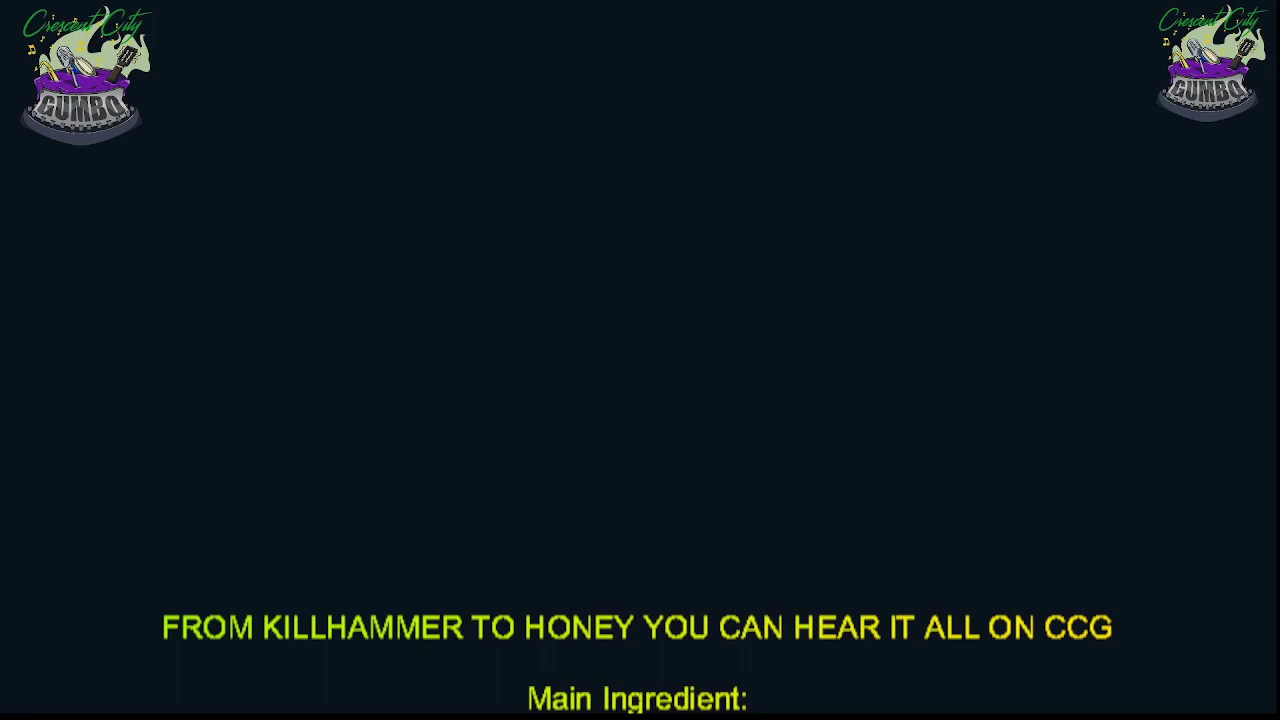 Crescent City
GUMBO
Crescent City
GUMBO
FROM KILLHAMMER TO HONEY YOU CAN HEAR IT ALL ON CCG
Main Ingredient: